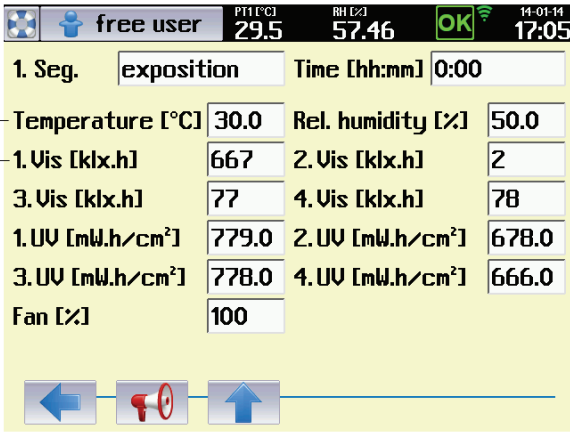 free user PT1[°C] 29.5 RH[%] 57.46 OK 14-01-14 17:05
1. Seg. exposition Time [hh:mm] 0:00
Temperature [°C] 30.0 Rel. humidity [%] 50.0
1. Vis [klx.h] 667 2. Vis [klx.h] 2
3. Vis [klx.h] 77 4. Vis [klx.h] 78
1. UV [mW.h/cm²] 779.0 2. UV [mW.h/cm²] 678.0
3. UV [mW.h/cm²] 778.0 4. UV [mW.h/cm²] 666.0
Fan [%] 100